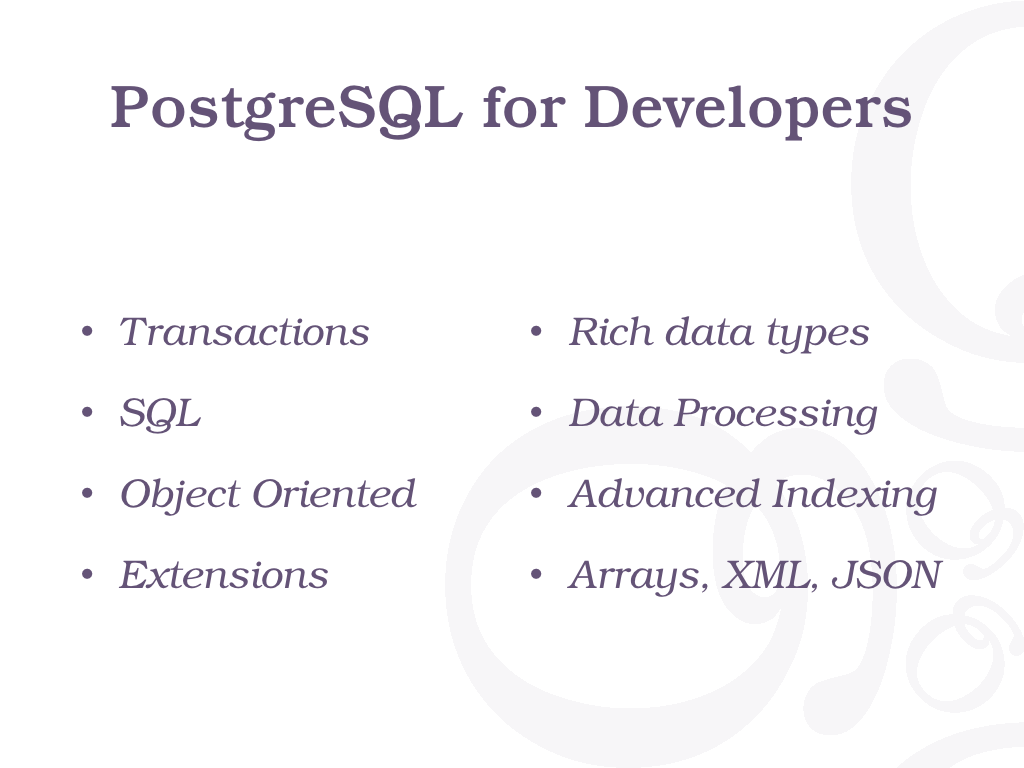 PostgreSQL for Developers
• Transactions
• SQL
• Object Oriented
• Extensions
• Rich data types
• Data Processing
• Advanced Indexing
• Arrays, XML, JSON